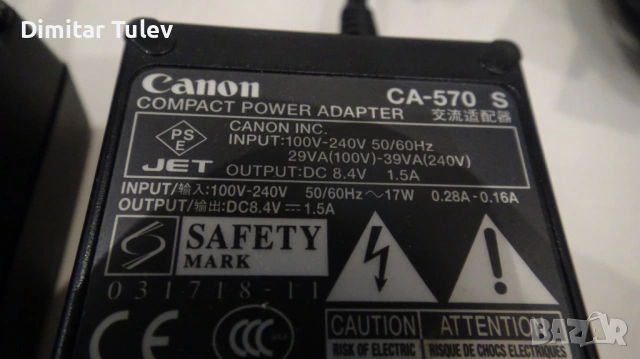 Dimitar Tulev
Canon CA-570 S
COMPACT POWER ADAPTER 交流适配器
PS
E
JET
CANON INC.
INPUT:100V-240V 50/60Hz
29VA(100V)-39VA(240V)
OUTPUT:DC 8.4V 1.5A
INPUT/输入:100V-240V 50/60Hz～17W 0.28A-0.16A
OUTPUT/输出:DC8.4V⎓1.5A
S SAFETY
MARK
031718-11
CE
CCC
CAUTION
RISK OF ELECTRIC
ATTENTION
RISQUE DE CHOCS ELECTRIQUES
BAZAR